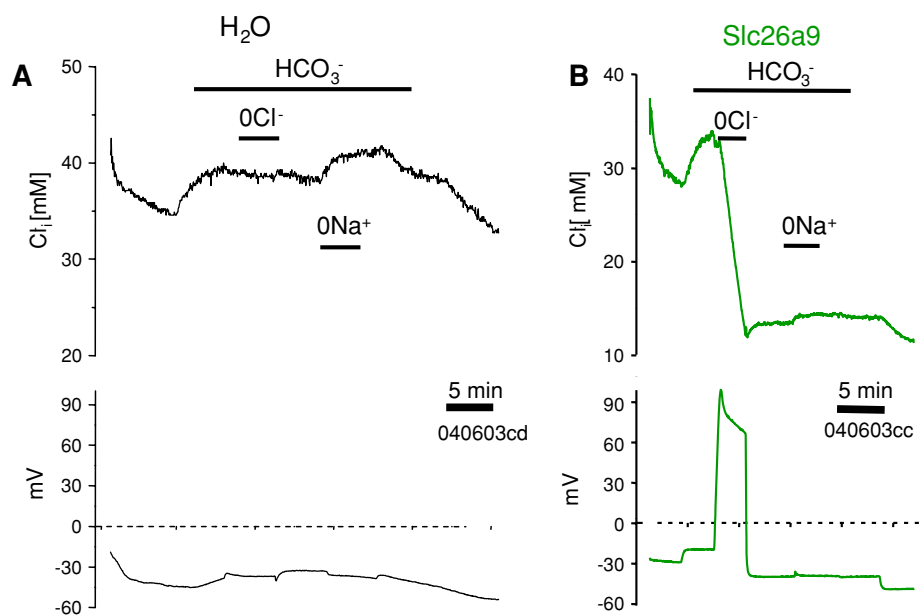 H₂O
Slc26a9
A
B
HCO₃⁻
HCO₃⁻
0Cl⁻
0Cl⁻
0Na⁺
0Na⁺
50
40
30
20
Cl i [mM]
40
30
20
10
Cl i[ mM]
5 min
040603cd
5 min
040603cc
90
60
30
0
-30
-60
mV
90
60
30
0
-30
-60
mV